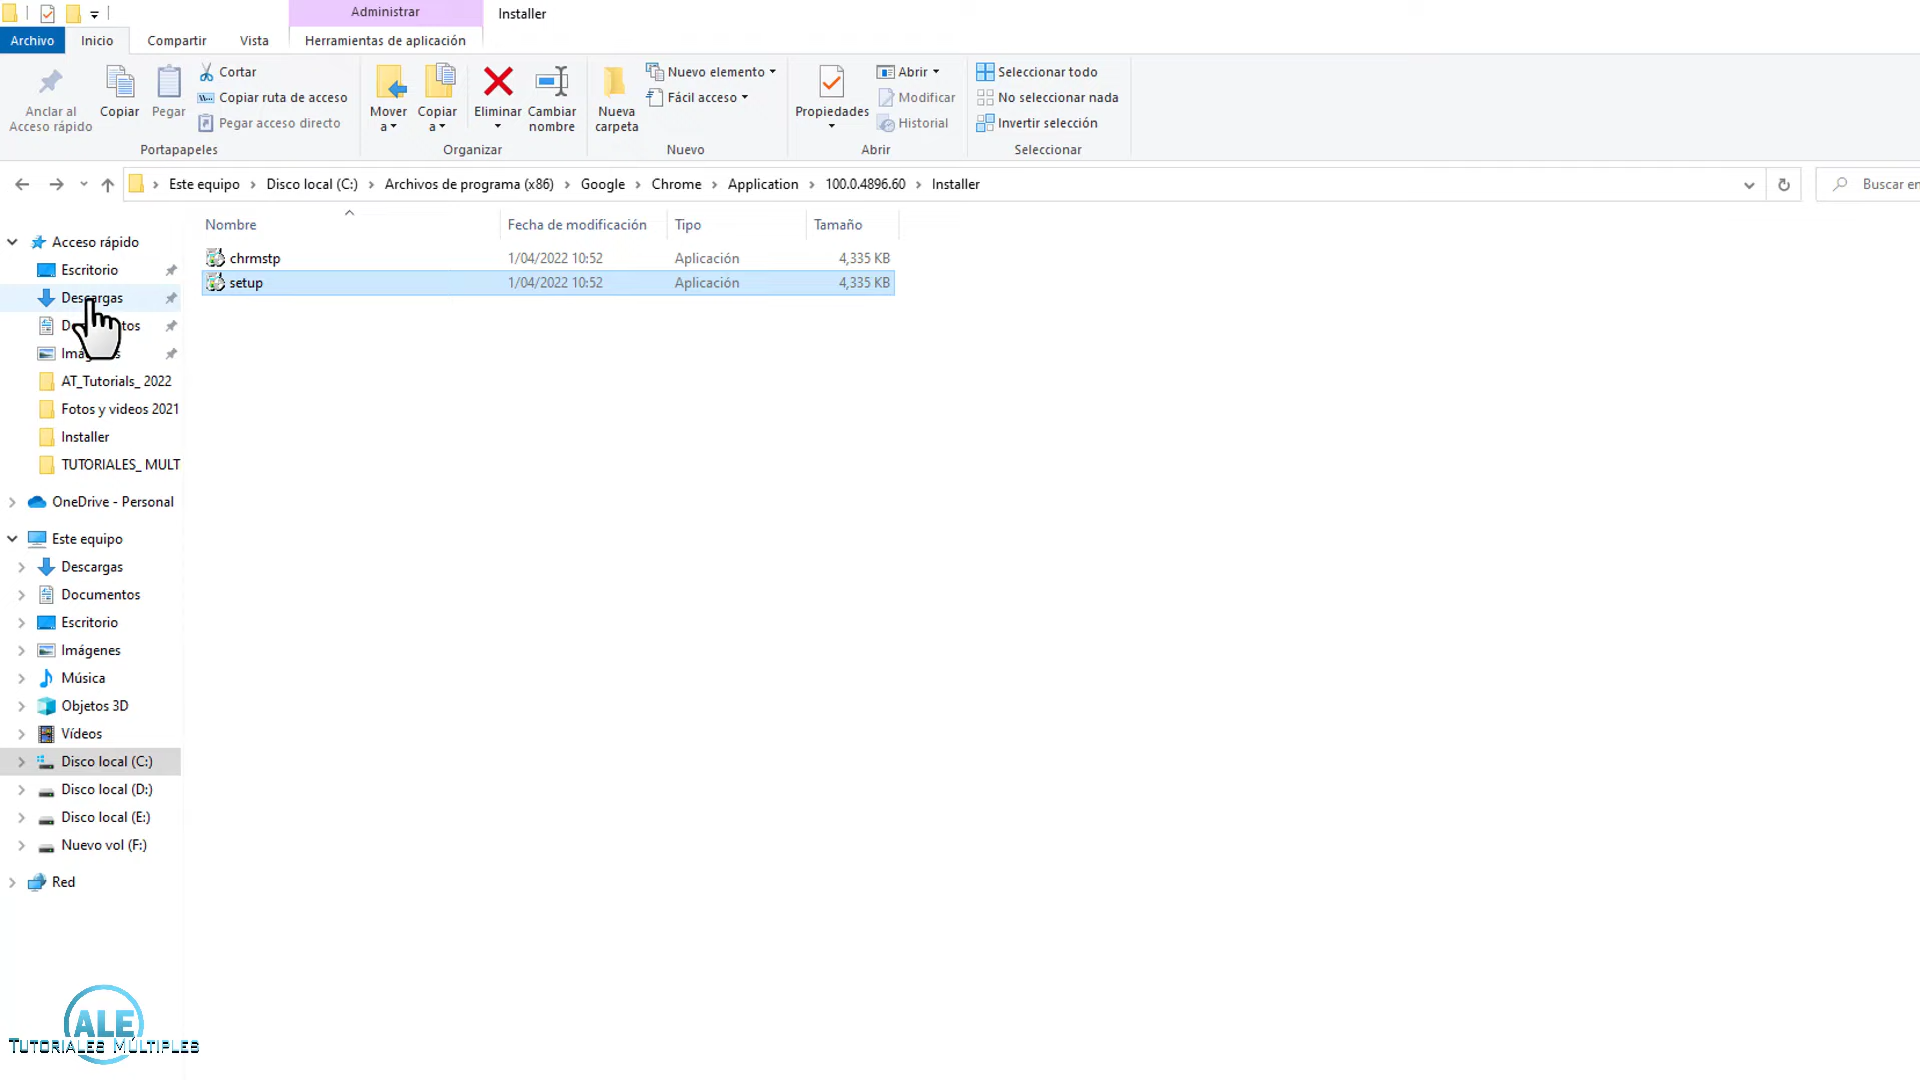 Administrar
Installer
Archivo
Inicio
Compartir
Vista
Herramientas de aplicación
Anclar al
Acceso rápido
Copiar
Pegar
Cortar
Copiar ruta de acceso
Pegar acceso directo
Portapapeles
Mover
a
Copiar
a
Eliminar
Cambiar
nombre
Organizar
Nueva
carpeta
Nuevo elemento
Fácil acceso
Nuevo
Propiedades
Abrir
Modificar
Historial
Abrir
Seleccionar todo
No seleccionar nada
Invertir selección
Seleccionar
Este equipo > Disco local (C:) > Archivos de programa (x86) > Google > Chrome > Application > 100.0.4896.60 > Installer
Buscar en
Nombre
Fecha de modificación
Tipo
Tamaño
chrmstp 1/04/2022 10:52 Aplicación 4,335 KB
setup 1/04/2022 10:52 Aplicación 4,335 KB
Acceso rápido
Escritorio
Descargas
AT_Tutorials_ 2022
Fotos y videos 2021
Installer
TUTORIALES_ MULT
OneDrive - Personal
Este equipo
Descargas
Documentos
Escritorio
Imágenes
Música
Objetos 3D
Vídeos
Disco local (C:)
Disco local (D:)
Disco local (E:)
Nuevo vol (F:)
Red
ALE
TUTORIALES MÚLTIPLES